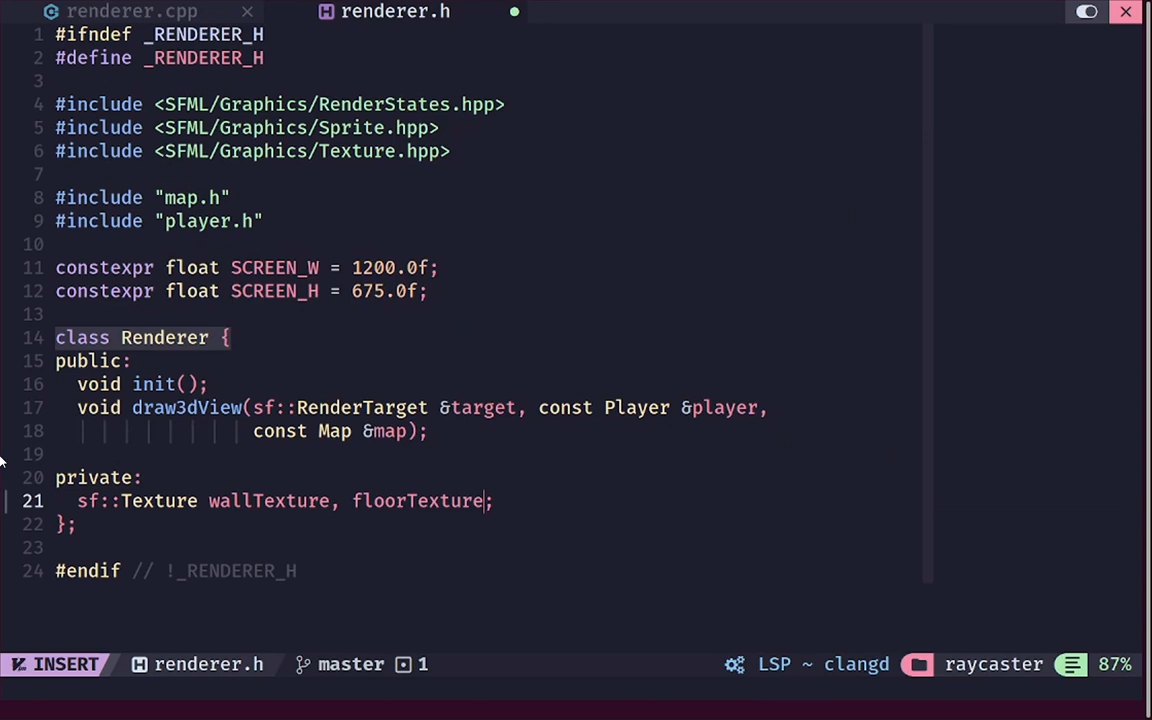 renderer.cpp × renderer.h
1 #ifndef _RENDERER_H
2 #define _RENDERER_H
3
4 #include <SFML/Graphics/RenderStates.hpp>
5 #include <SFML/Graphics/Sprite.hpp>
6 #include <SFML/Graphics/Texture.hpp>
7
8 #include "map.h"
9 #include "player.h"
10
11 constexpr float SCREEN_W = 1200.0f;
12 constexpr float SCREEN_H = 675.0f;
13
14 class Renderer {
15 public:
16 void init();
17 void draw3dView(sf::RenderTarget &target, const Player &player,
18 const Map &map);
19
20 private:
21 sf::Texture wallTexture, floorTexture;
22 };
23
24 #endif // !_RENDERER_H
INSERT renderer.h master 1 LSP ~ clangd raycaster 87%